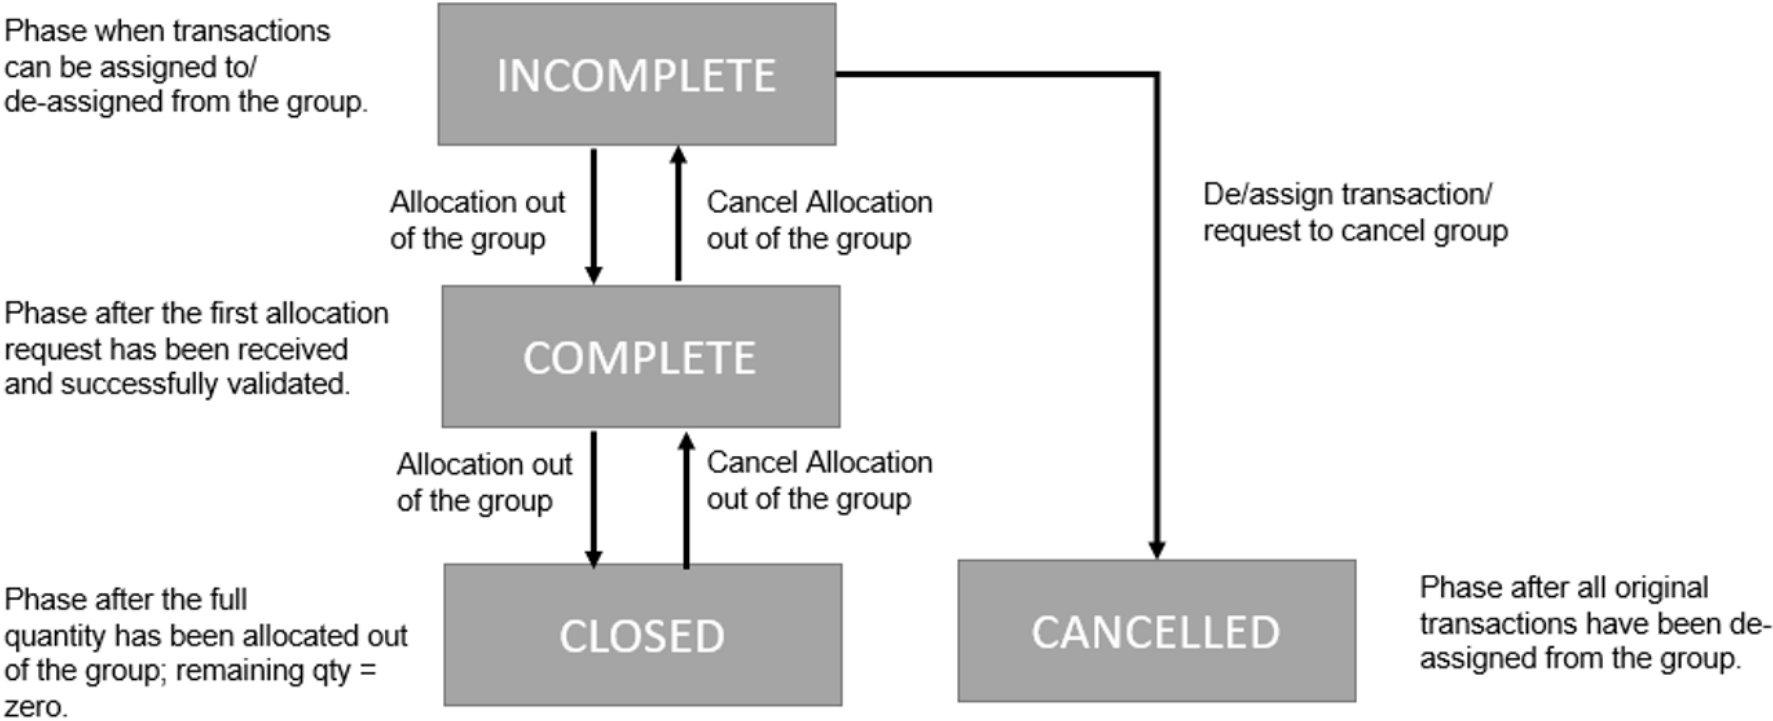 Phase when transactions
can be assigned to/
de-assigned from the group.
INCOMPLETE
Allocation out
of the group
Cancel Allocation
out of the group
De/assign transaction/
request to cancel group
Phase after the first allocation
request has been received
and successfully validated.
COMPLETE
Allocation out
of the group
Cancel Allocation
out of the group
Phase after the full
quantity has been allocated out
of the group; remaining qty =
zero.
CLOSED
CANCELLED
Phase after all original
transactions have been de-
assigned from the group.